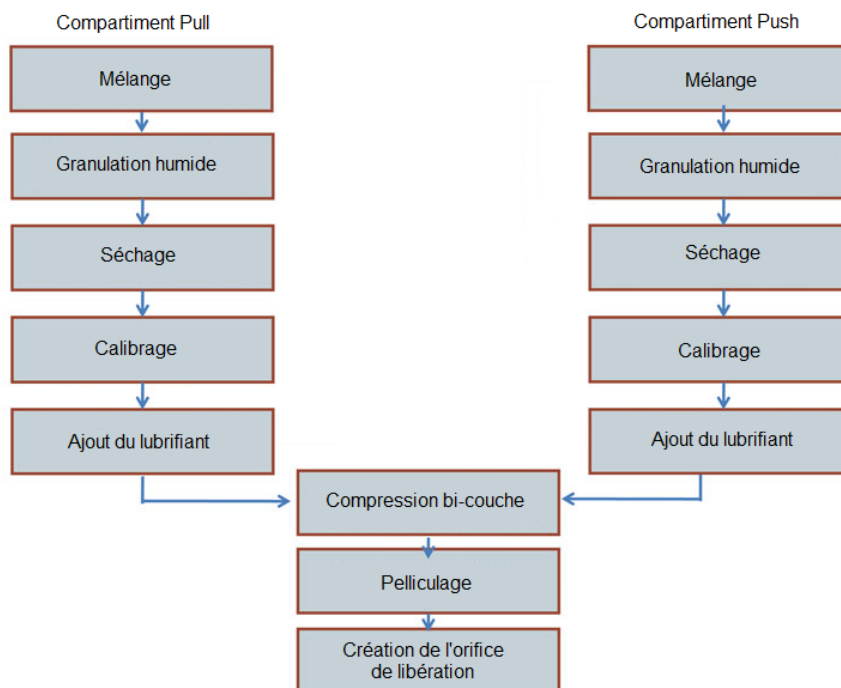 Compartiment Pull
Mélange
Granulation humide
Séchage
Calibrage
Ajout du lubrifiant
Compartiment Push
Mélange
Granulation humide
Séchage
Calibrage
Ajout du lubrifiant
Compression bi-couche
Pelliculage
Création de l'orifice
de libération